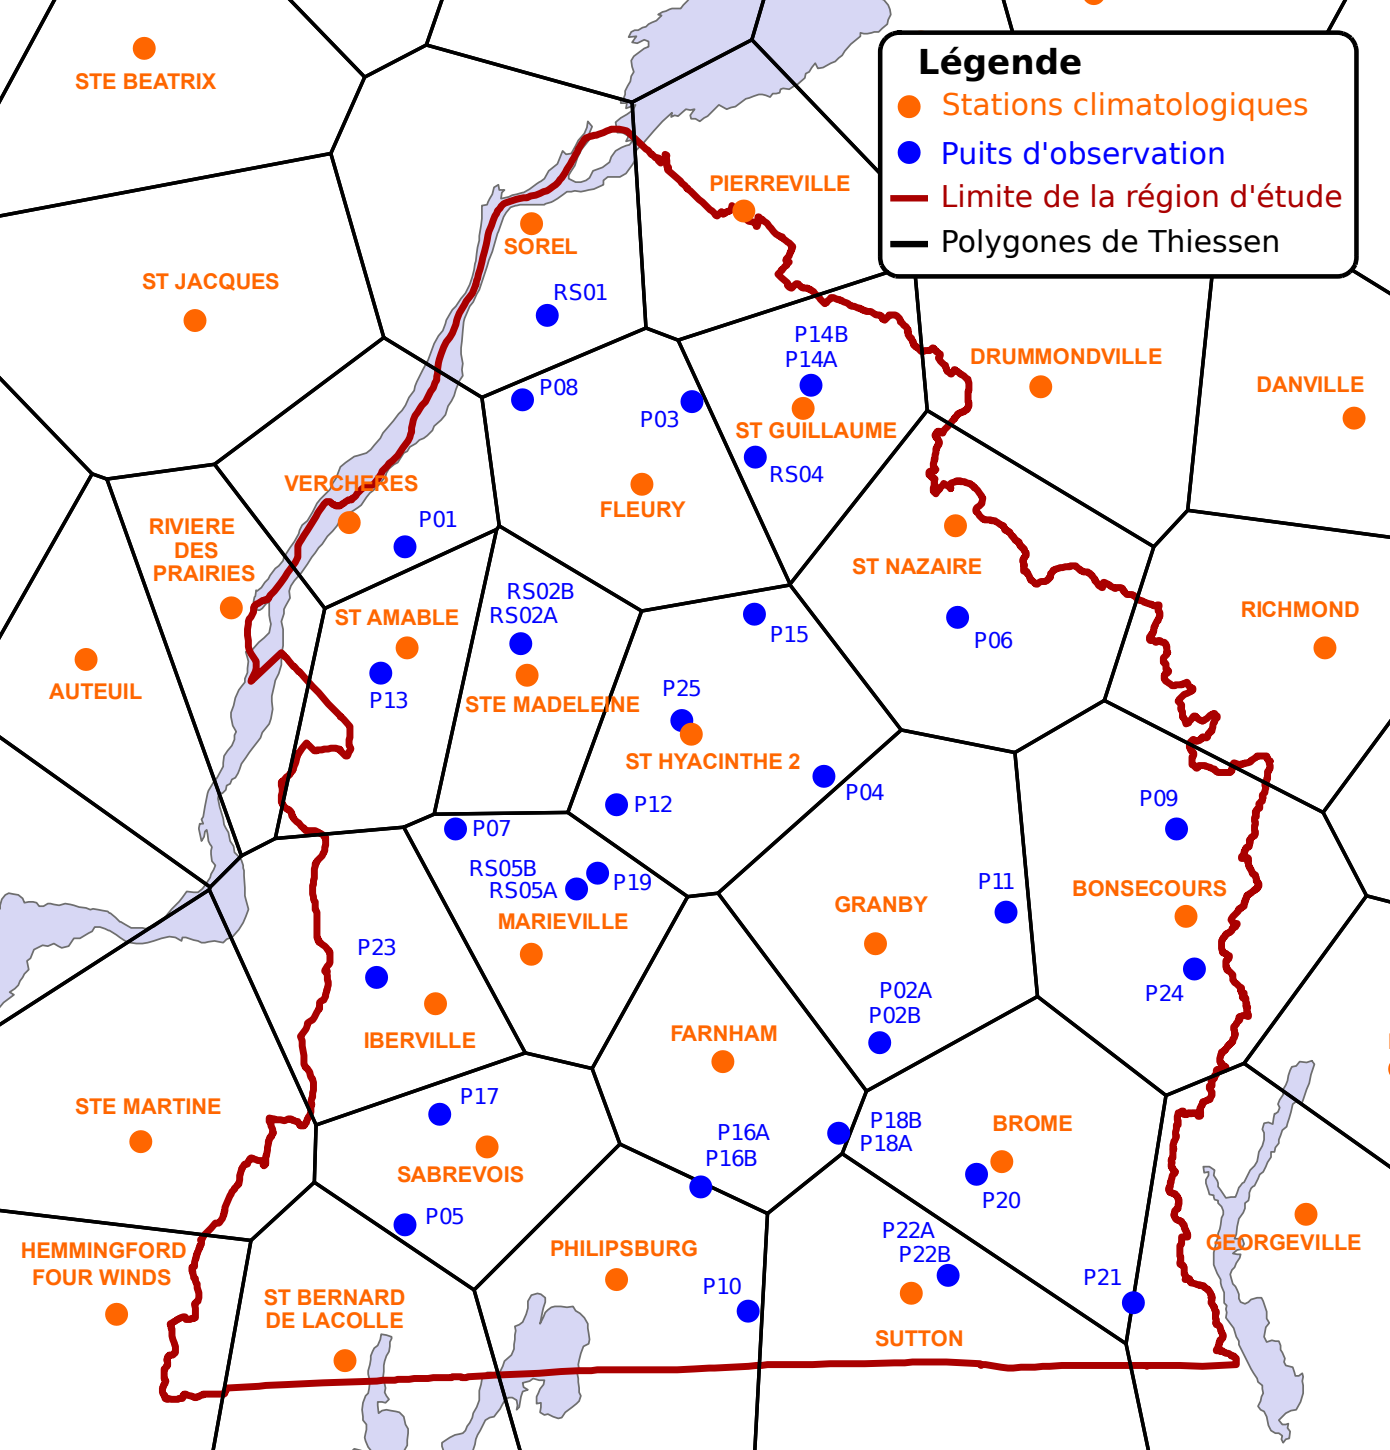 Légende
Stations climatologiques
Puits d'observation
Limite de la région d'étude
Polygones de Thiessen
STE BEATRIX
PIERREVILLE
SOREL
ST JACQUES
RS01
P14B
P14A
DRUMMONDVILLE
DANVILLE
P08
P03
ST GUILLAUME
RS04
VERCHERES
FLEURY
P01
RIVIERE
DES
PRAIRIES
ST NAZAIRE
RS02B
RS02A
ST AMABLE
P15
P06
RICHMOND
AUTEUIL
P13
STE MADELEINE
P25
ST HYACINTHE 2
P04
P12
P09
P07
RS05B
RS05A
P19
MARIEVILLE
P11
BONSECOURS
GRANBY
P23
P24
P02A
P02B
IBERVILLE
FARNHAM
P17
STE MARTINE
P18B
P18A
BROME
P16A
P16B
SABREVOIS
P20
P05
P22A
P22B
GEORGEVILLE
HEMMINGFORD
FOUR WINDS
PHILIPSBURG
P10
P21
ST BERNARD
DE LACOLLE
SUTTON